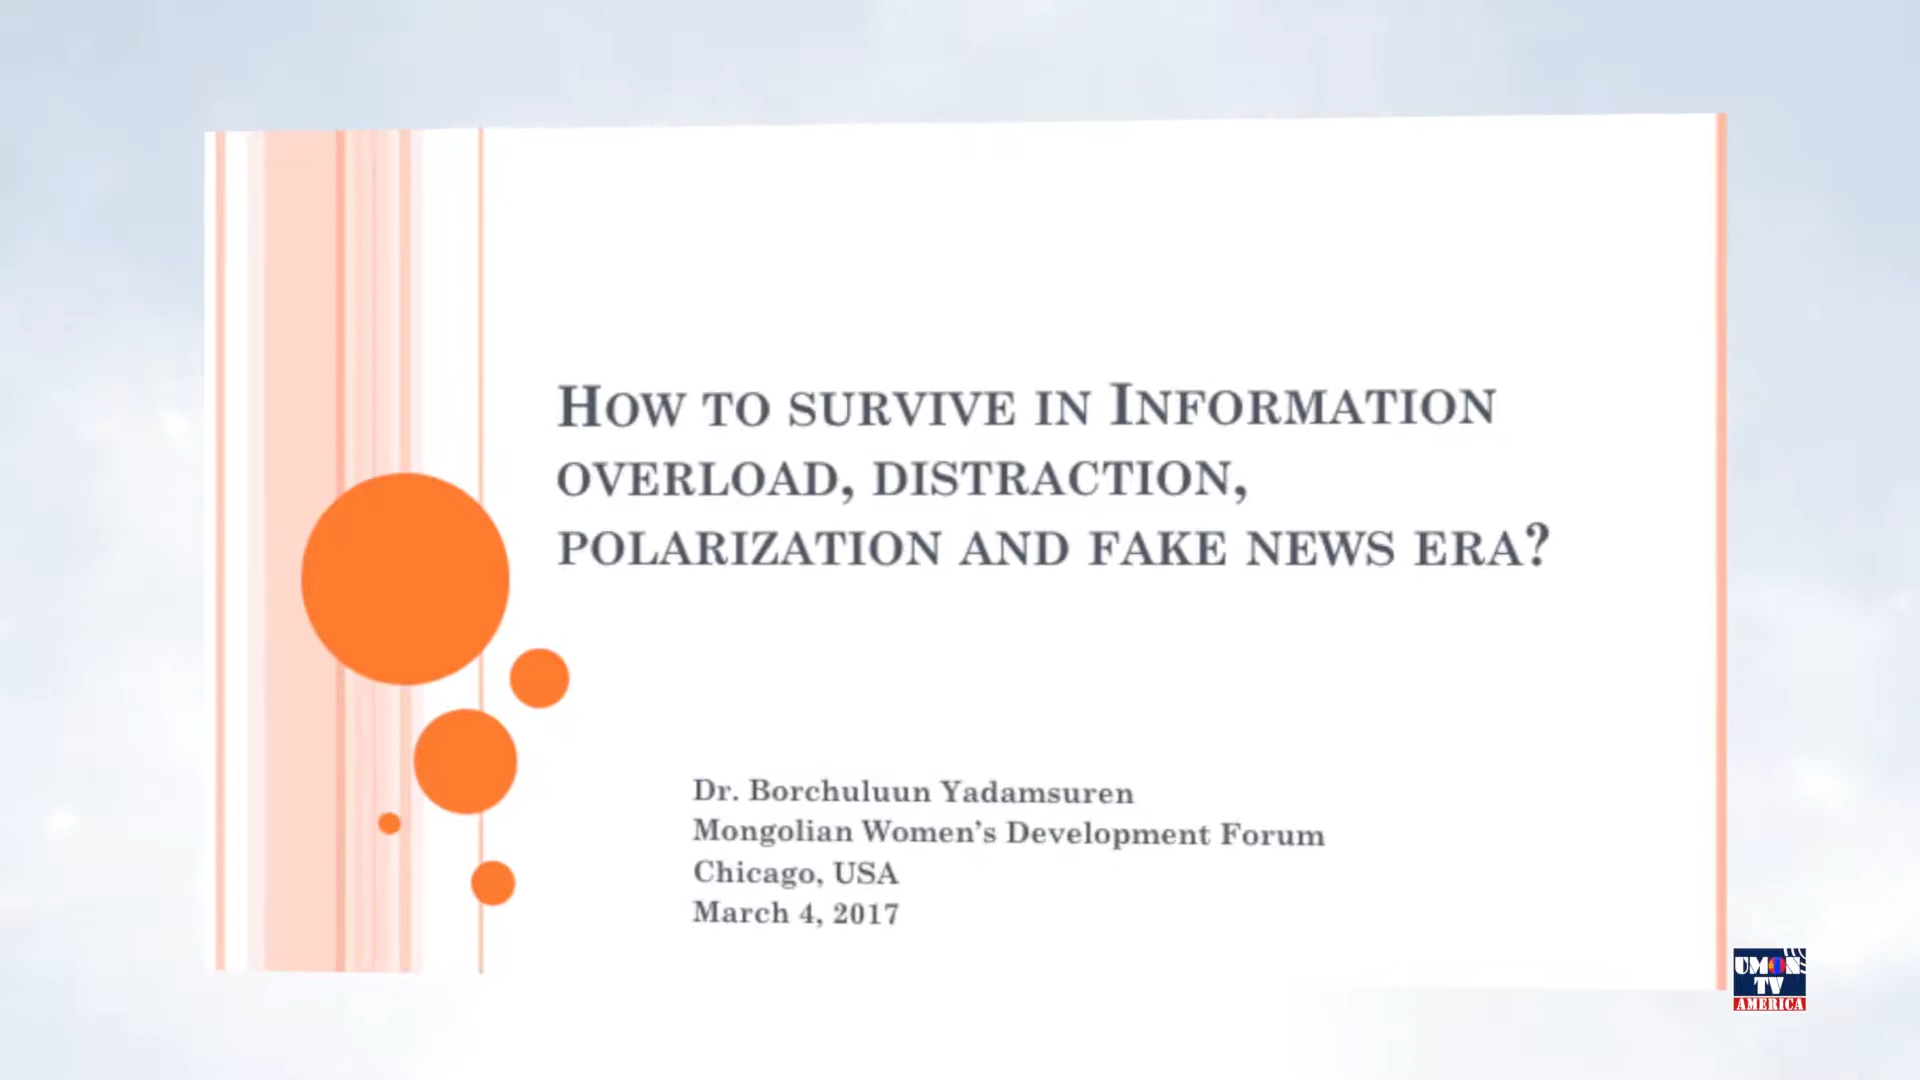 How to survive in Information
overload, distraction,
polarization and fake news era?
Dr. Borchuluun Yadamsuren
Mongolian Women's Development Forum
Chicago, USA
March 4, 2017
UMON
TV
AMERICA